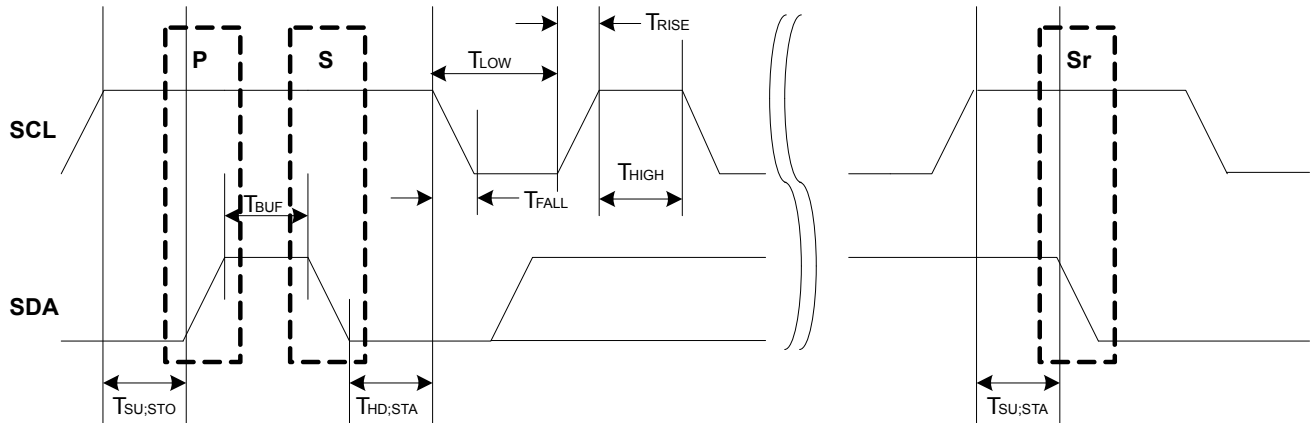 TRISE
P
S
TLOW
Sr
SCL
THIGH
TBUF
TFALL
SDA
TSU;STO
THD;STA
TSU;STA